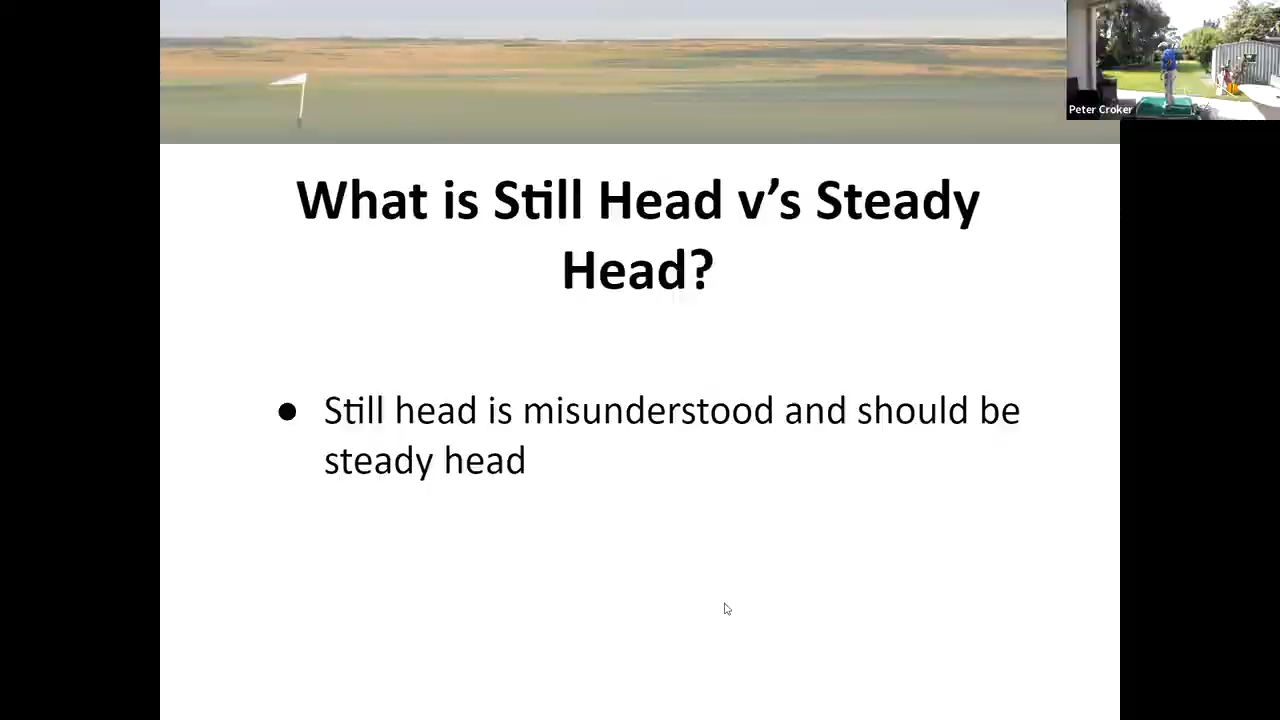 Peter Croker
What is Still Head v’s Steady
Head?
● Still head is misunderstood and should be
steady head